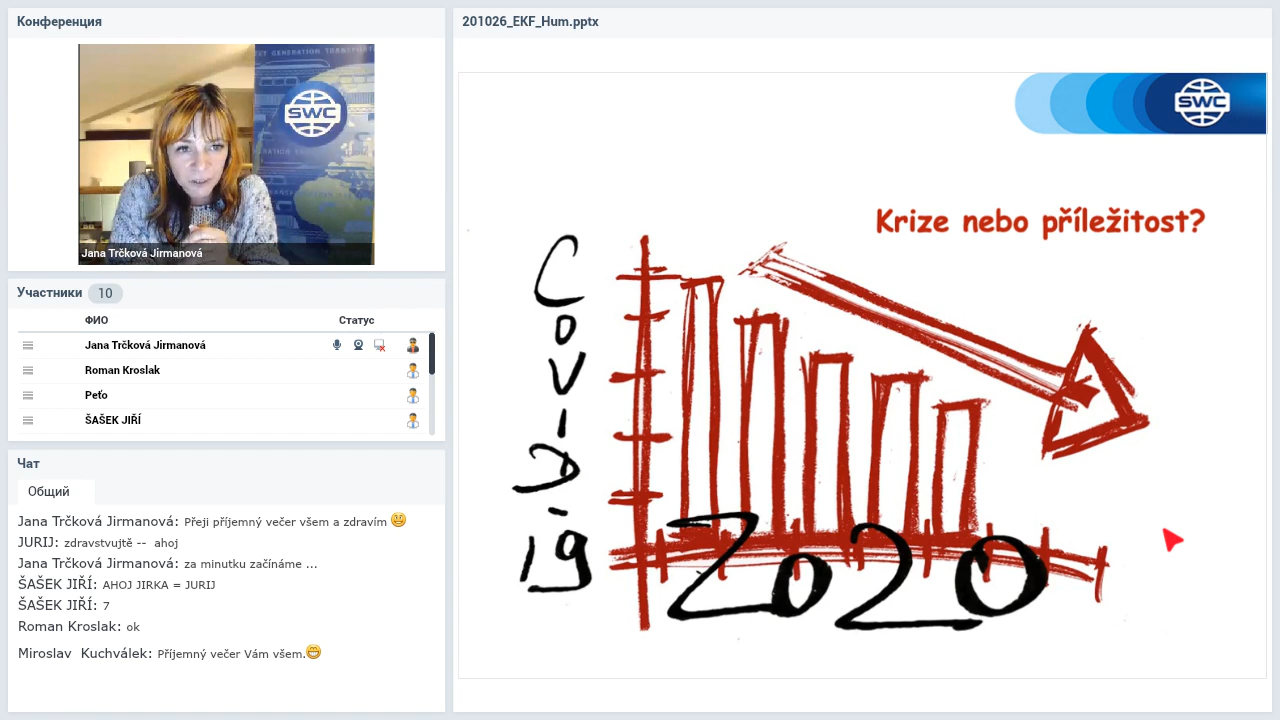 Конференция
SWC
Jana Trčková Jirmanová
Участники 10
ФИО Статус
Jana Trčková Jirmanová
Roman Kroslak
Peťo
ŠAŠEK JIŘÍ
Чат
Общий
Jana Trčková Jirmanová: Přeji příjemný večer všem a zdravím
JURIJ: zdravstvujtě -- ahoj
Jana Trčková Jirmanová: za minutku začínáme ...
ŠAŠEK JIŘÍ: AHOJ JIRKA = JURIJ
ŠAŠEK JIŘÍ: 7
Roman Kroslak: ok
Miroslav Kuchválek: Příjemný večer Vám všem.
201026_EKF_Hum.pptx
SWC
Krize nebo příležitost?
COVID-19
2020